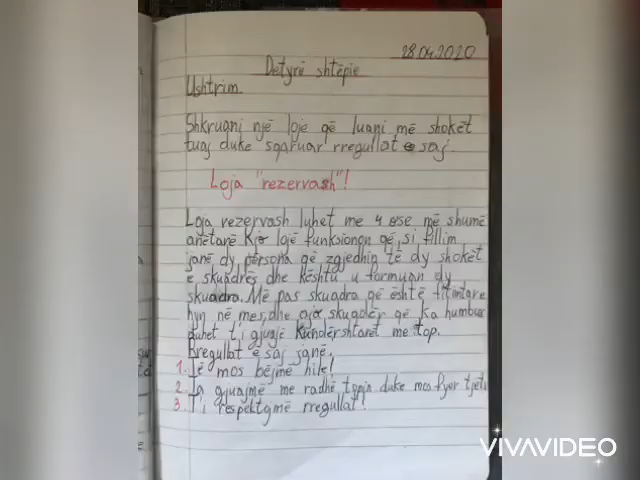 28.04.2020
Detyrë shtëpie
Ushtrim
Shkruani një lojë që luani më shokët
tuaj duke sqaruar rregullat e saj.
Loja "rezervash"!
Loja rezervash luhet me 4 ose më shumë
anëtarë Kjo lojë funksionon që, si fillim
janë dy persona që zgjedhin të dy shokët
e skuadrës dhe kështu u formuan dy
skuadra. Më pas skuadra që është fitimtare
hyn në mes, dhe ajo skuadër që ka humbur
duhet t'i gjuajë kundërshtarët me top.
Rregullat e saj janë.
1. Të mos bëjmë hile!
2. Ta gjuajmë me radhë topin duke mos fyer
3. T'i respektojmë rregullat!
VIVAVIDEO